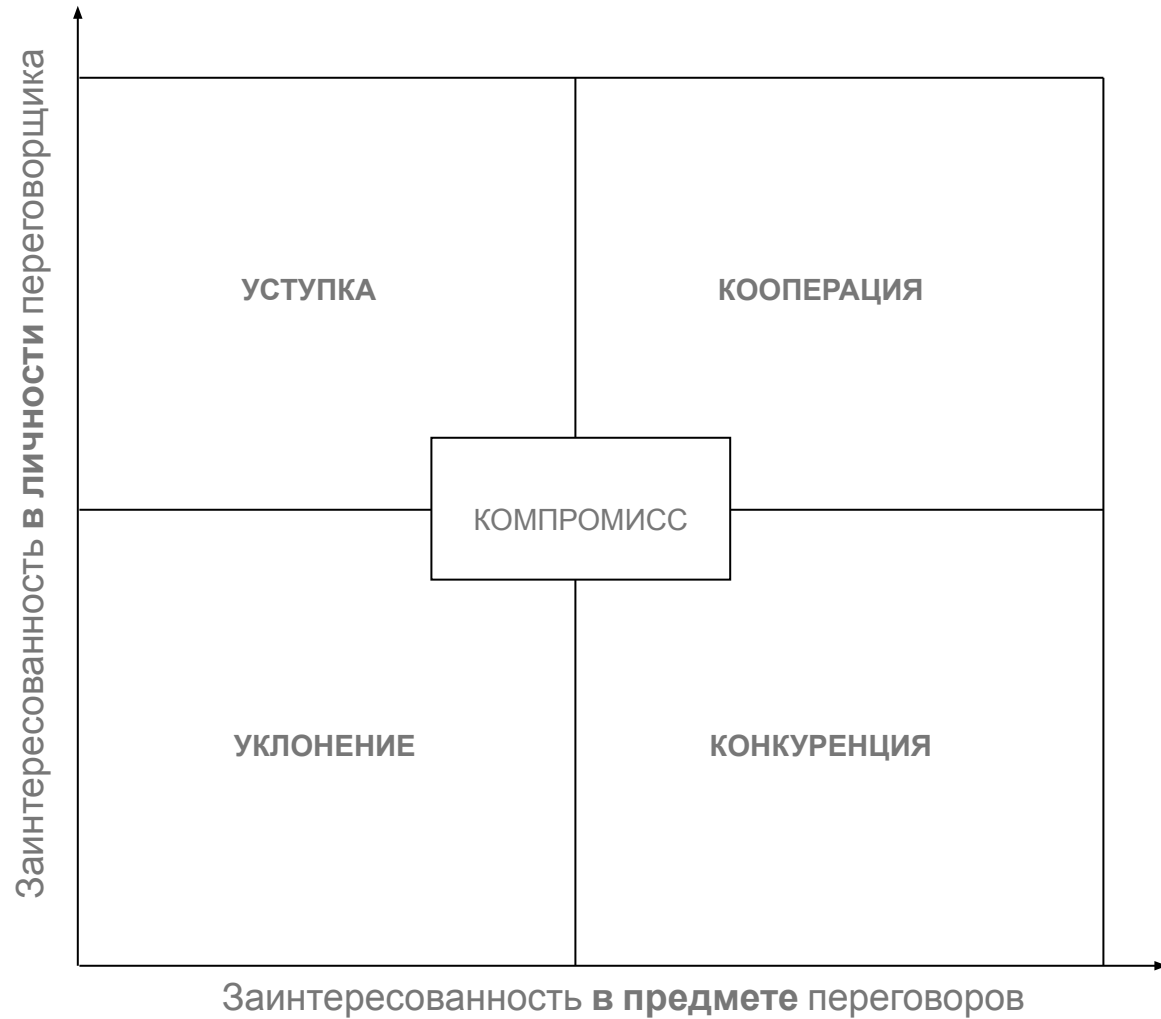 Заинтересованность в личности переговорщика
УСТУПКА
КООПЕРАЦИЯ
КОМПРОМИСС
УКЛОНЕНИЕ
КОНКУРЕНЦИЯ
Заинтересованность в предмете переговоров